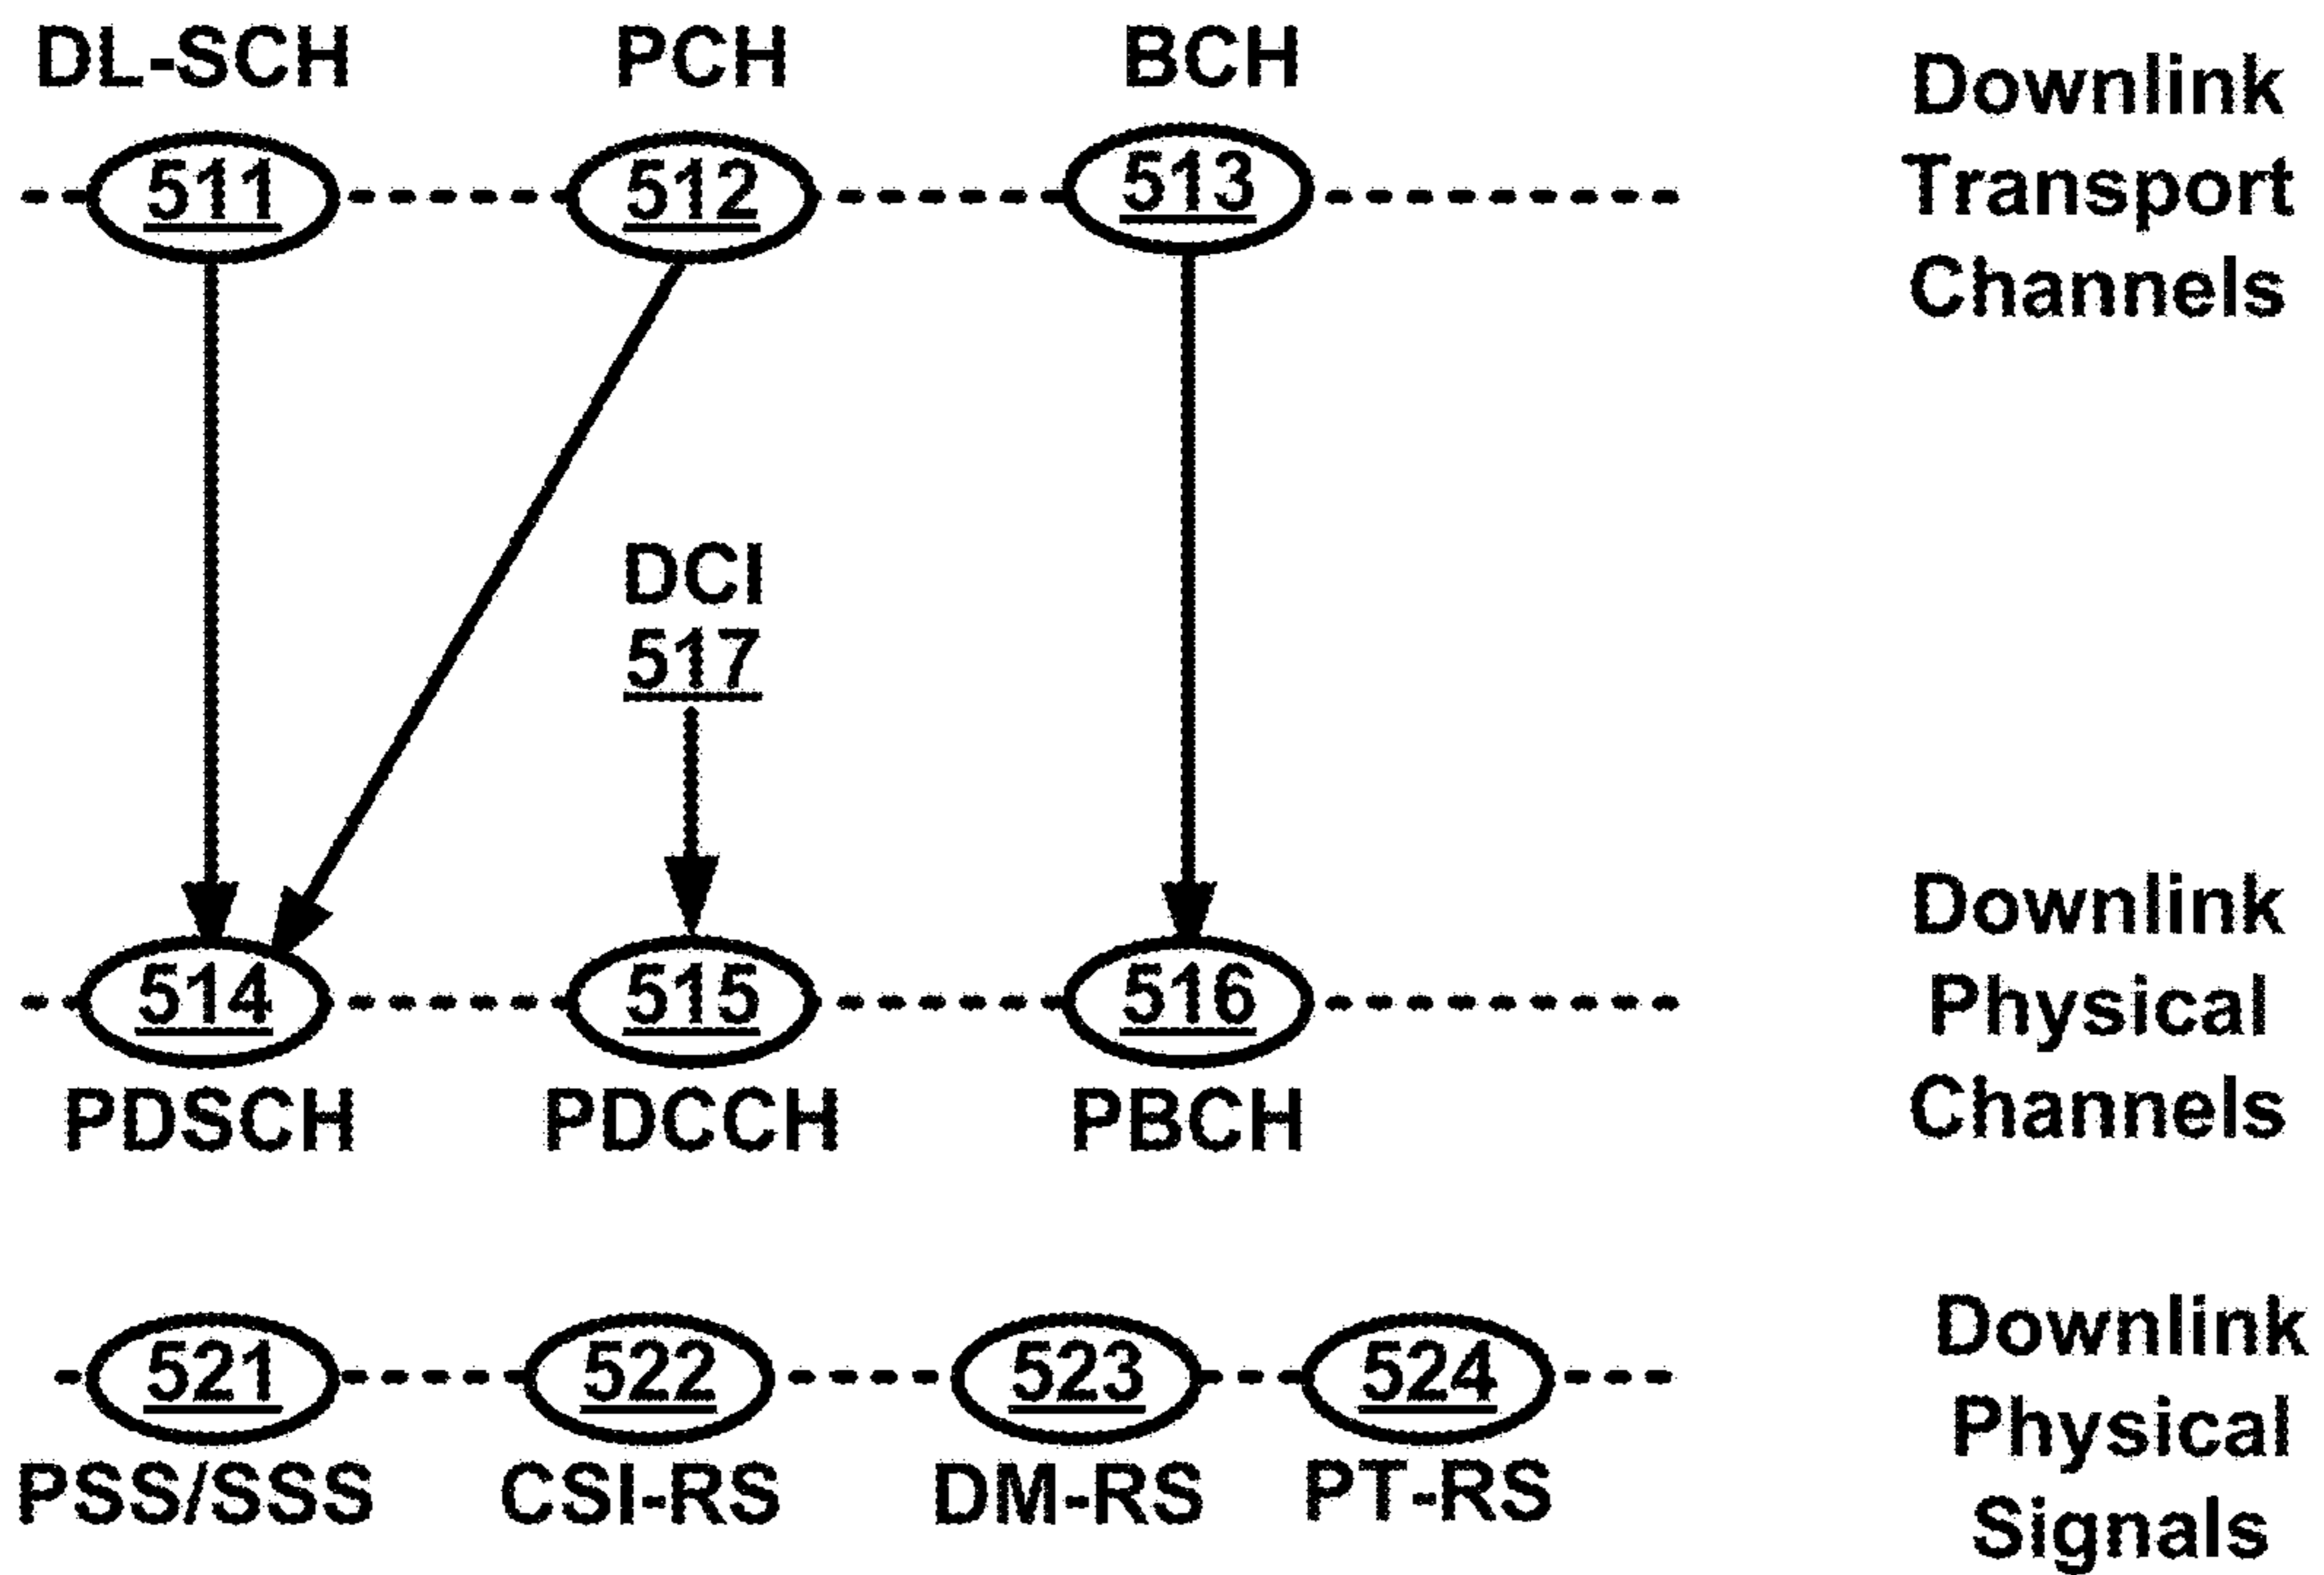 DL-SCH PCH BCH
511 512 513
Downlink
Transport
Channels
DCI
517
514 515 516
PDSCH PDCCH PBCH
Downlink
Physical
Channels
521 522 523 524
PSS/SSS CSI-RS DM-RS PT-RS
Downlink
Physical
Signals